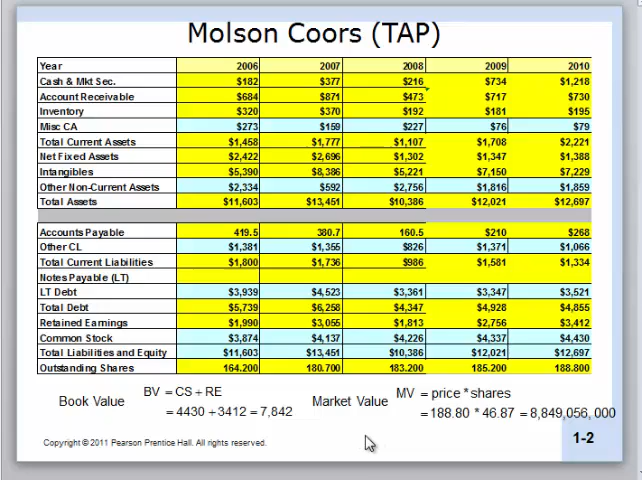 Molson Coors (TAP)
Year 2006 2007 2008 2009 2010
Cash & Mkt Sec. $182 $377 $216 $734 $1,218
Account Receivable $684 $871 $473 $717 $730
Inventory $320 $370 $192 $181 $195
Misc CA $273 $159 $227 $76 $79
Total Current Assets $1,458 $1,777 $1,107 $1,708 $2,221
Net Fixed Assets $2,422 $2,696 $1,302 $1,347 $1,388
Intangibles $5,390 $8,386 $5,221 $7,150 $7,229
Other Non-Current Assets $2,334 $592 $2,756 $1,816 $1,859
Total Assets $11,603 $13,451 $10,386 $12,021 $12,697
Accounts Payable 419.5 380.7 160.5 $210 $268
Other CL $1,381 $1,355 $826 $1,371 $1,066
Total Current Liabilities $1,800 $1,736 $986 $1,581 $1,334
Notes Payable (LT)
LT Debt $3,939 $4,523 $3,361 $3,347 $3,521
Total Debt $5,739 $6,258 $4,347 $4,928 $4,855
Retained Earnings $1,990 $3,055 $1,813 $2,756 $3,412
Common Stock $3,874 $4,137 $4,226 $4,337 $4,430
Total Liabilities and Equity $11,603 $13,451 $10,386 $12,021 $12,697
Outstanding Shares 164.200 180.700 183.200 185.200 188.800
Book Value BV = CS + RE
= 4430 + 3412 = 7,842
Market Value MV = price * shares
= 188.80 * 46.87 = 8,849,056,000
Copyright © 2011 Pearson Prentice Hall. All rights reserved.
1-2